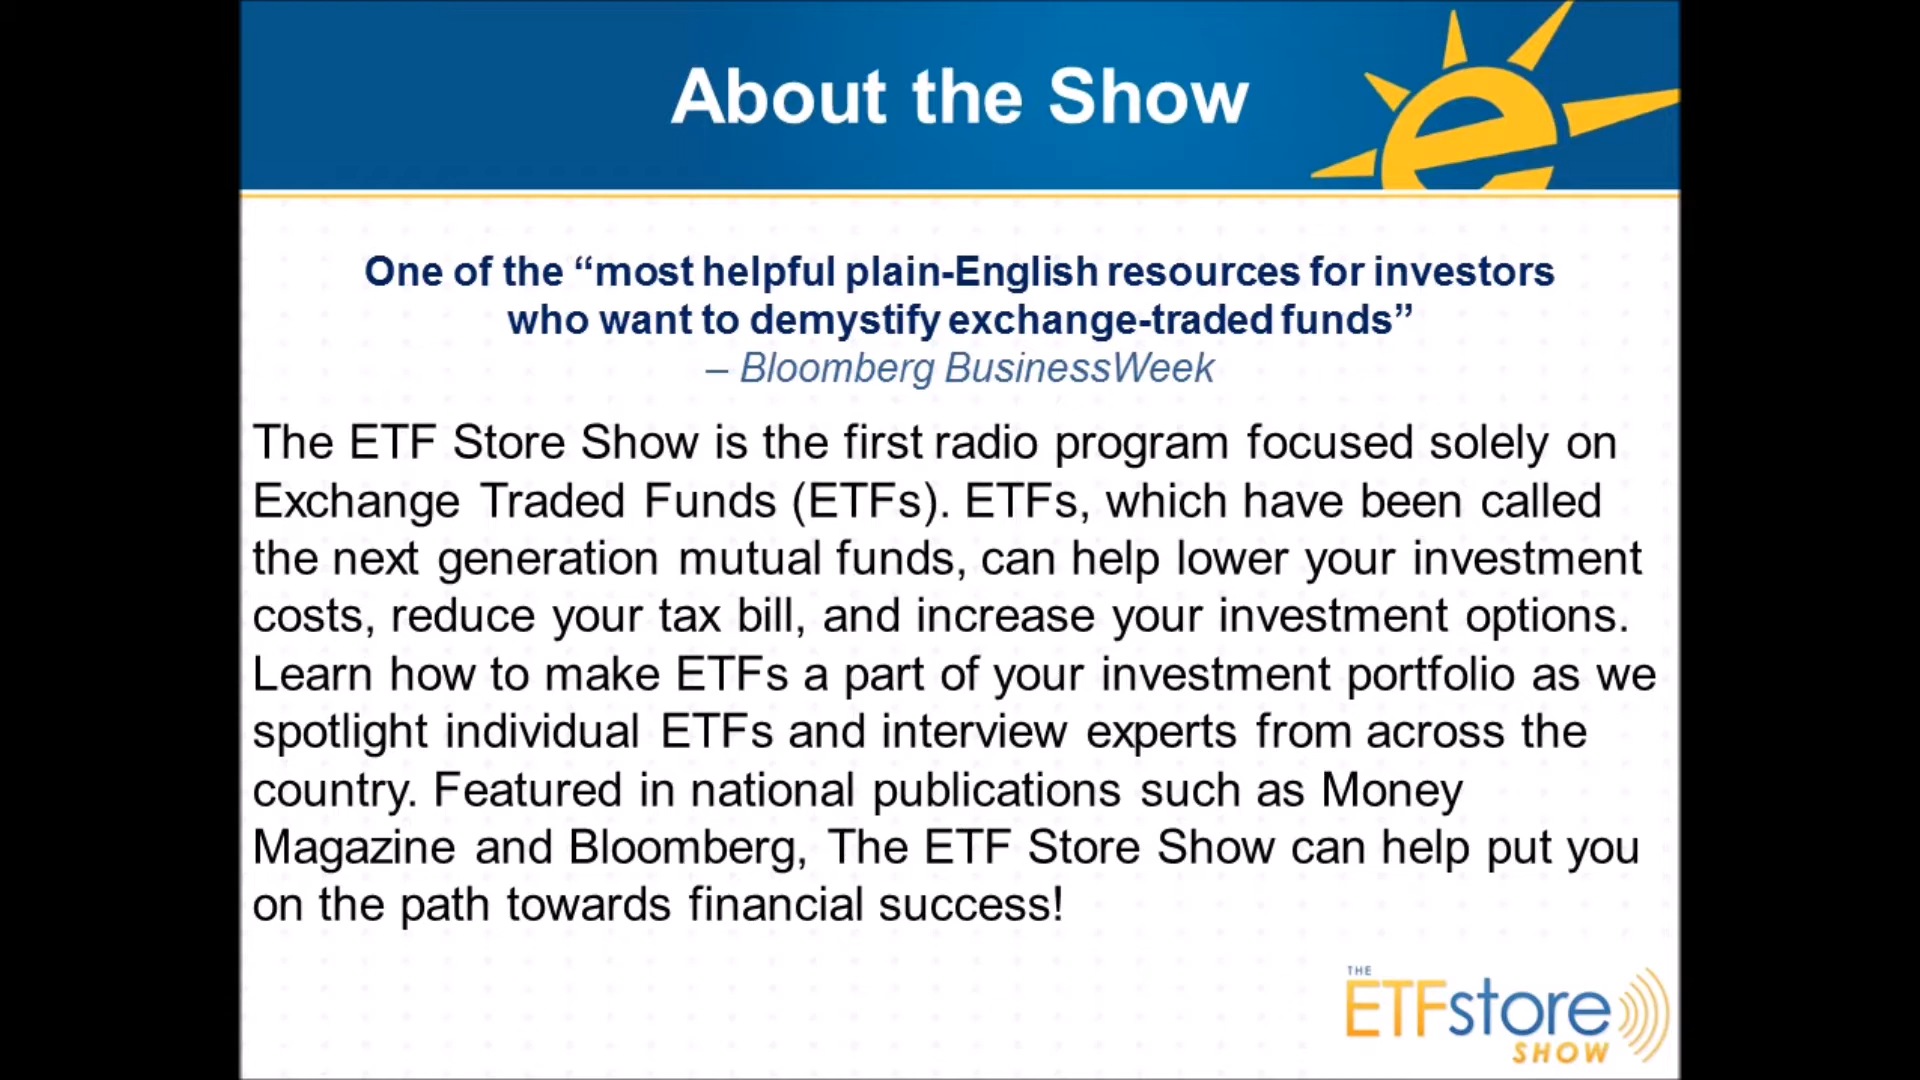 About the Show
One of the “most helpful plain-English resources for investors
who want to demystify exchange-traded funds”
– Bloomberg BusinessWeek
The ETF Store Show is the first radio program focused solely on
Exchange Traded Funds (ETFs). ETFs, which have been called
the next generation mutual funds, can help lower your investment
costs, reduce your tax bill, and increase your investment options.
Learn how to make ETFs a part of your investment portfolio as we
spotlight individual ETFs and interview experts from across the
country. Featured in national publications such as Money
Magazine and Bloomberg, The ETF Store Show can help put you
on the path towards financial success!
THE
ETFstore
SHOW